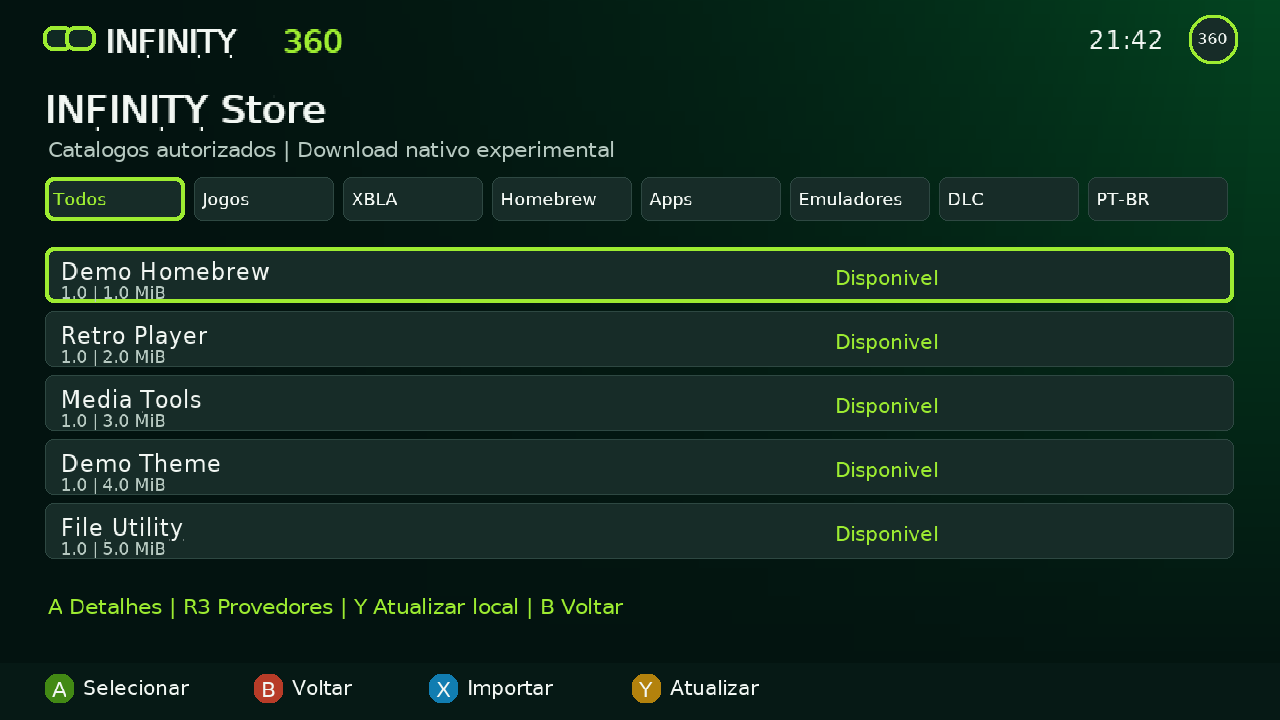 INFINITY 360 21:42 360
INFINITY Store
Catalogos autorizados | Download nativo experimental
Todos Jogos XBLA Homebrew Apps Emuladores DLC PT-BR
Demo Homebrew Disponivel
1.0 | 1.0 MiB
Retro Player Disponivel
1.0 | 2.0 MiB
Media Tools Disponivel
1.0 | 3.0 MiB
Demo Theme Disponivel
1.0 | 4.0 MiB
File Utility Disponivel
1.0 | 5.0 MiB
A Detalhes | R3 Provedores | Y Atualizar local | B Voltar
A Selecionar B Voltar X Importar Y Atualizar